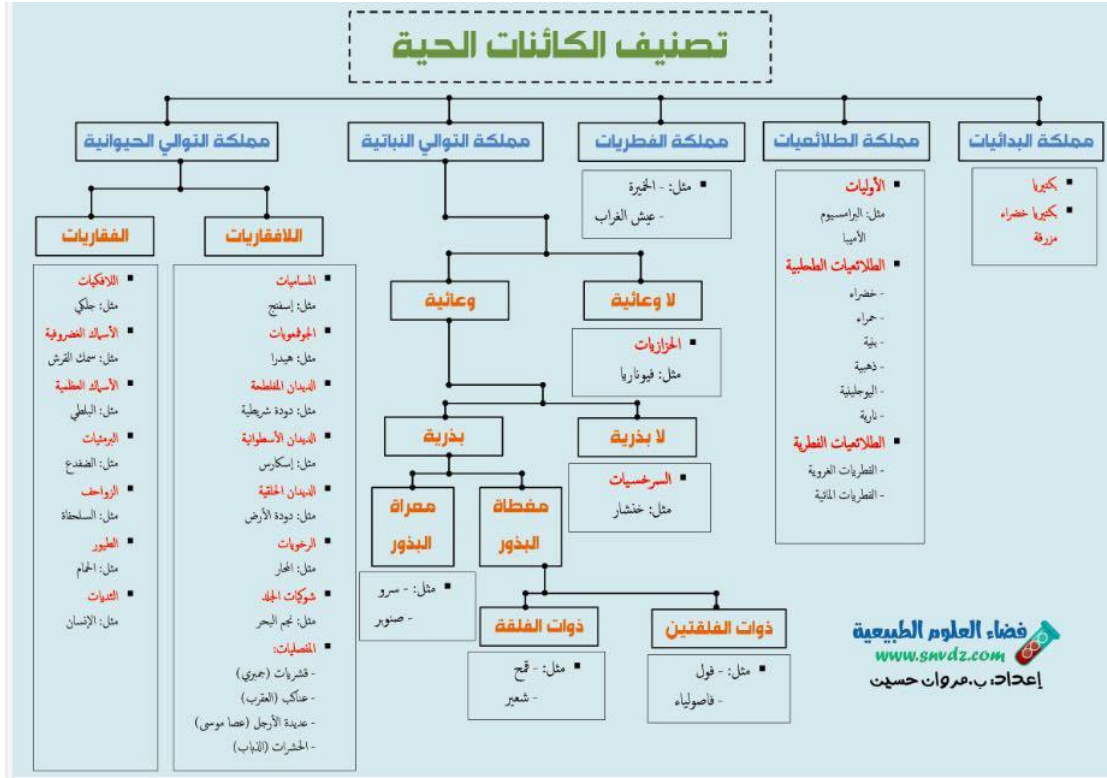 تصنيف الكائنات الحية
مملكة البدائيات
▪ بكتيريا
▪ بكتيريا خضراء
مزرقة
مملكة الطلائعيات
▪ الأوليات
مثل: البرامسيوم
الأميبا
▪ الطلائعيات الطحلبية
- خضراء
- حمراء
- بنية
- ذهبية
- اليوجلينية
- نارية
▪ الطلائعيات الفطرية
- الفطريات الغروية
- الفطريات المائية
مملكة الفطريات
▪ مثل: - الخميرة
- عيش الغراب
مملكة التوالي النباتية
لا وعائية
▪ الحزازيات
مثل: فيوناريا
وعائية
لا بذرية
▪ السرخسيات
مثل: خنشار
بذرية
مغطاة
البذور
ذوات الفلقتين
▪ مثل: - فول
- فاصولياء
ذوات الفلقة
▪ مثل: - قمح
- شعير
معراة
البذور
▪ مثل: - سرو
- صنوبر
مملكة التوالي الحيوانية
اللافقاريات
▪ المساميات
مثل: إسفنج
▪ الجوفمعويات
مثل: هيدرا
▪ الديدان المفلطحة
مثل: دودة شريطية
▪ الديدان الأسطوانية
مثل: إسكارس
▪ الديدان الحلقية
مثل: دودة الأرض
▪ الرخويات
مثل: المحار
▪ شوكيات الجلد
مثل: نجم البحر
▪ المفصليات:
- قشريات (جمبري)
- عناكب (العقرب)
- عديدة الأرجل (عصا موسى)
- الحشرات (الذباب)
الفقاريات
▪ اللافكيات
مثل: جلكي
▪ الأسماك الغضروفية
مثل: سمك القرش
▪ الأسماك العظمية
مثل: البلطي
▪ البرمئيات
مثل: الضفدع
▪ الزواحف
مثل: السلحفاة
▪ الطيور
مثل: الحمام
▪ الثدييات
مثل: الإنسان
فضاء العلوم الطبيعية
www.snvdz.com
إعداد: ب.مروان حسين